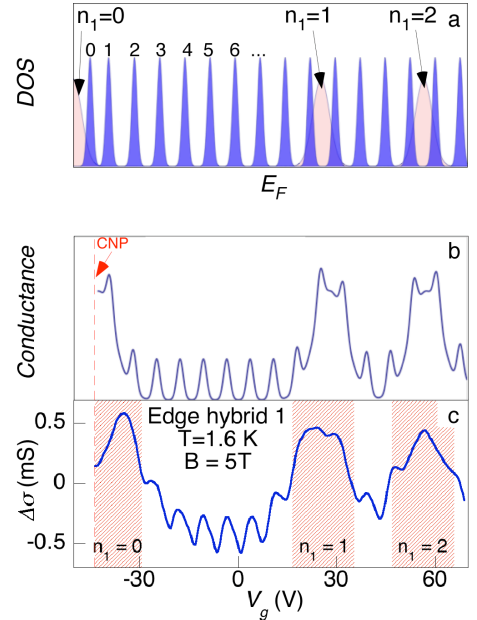 n₁=0
n₁=1
n₁=2
a
0 1 2 3 4 5 6 ...
DOS
E_F
CNP
b
Conductance
c
Edge hybrid 1
T=1.6 K
B = 5T
0.5
0
-0.5
Δσ (mS)
n₁ = 0
n₁ = 1
n₁ = 2
-30 0 30 60
V_g (V)